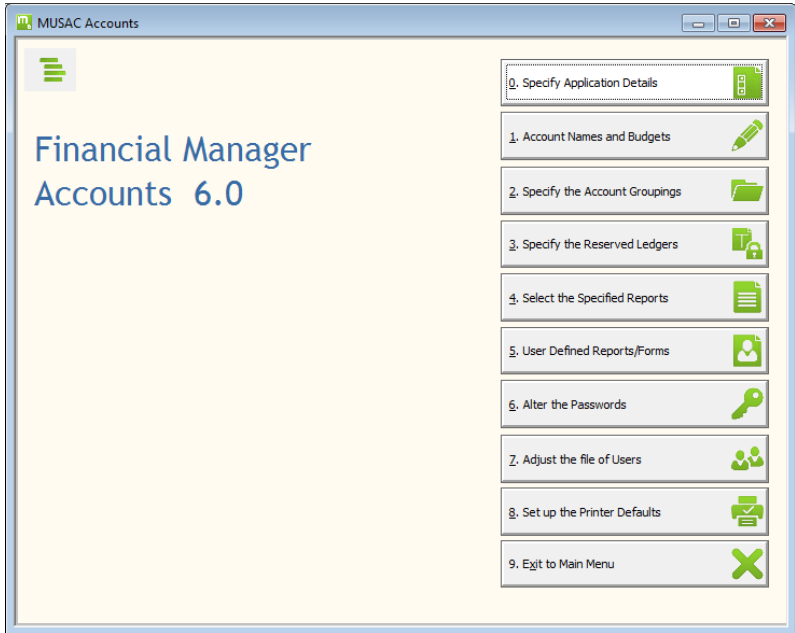 MUSAC Accounts
Financial Manager
Accounts 6.0
0. Specify Application Details
1. Account Names and Budgets
2. Specify the Account Groupings
3. Specify the Reserved Ledgers
4. Select the Specified Reports
5. User Defined Reports/Forms
6. Alter the Passwords
7. Adjust the file of Users
8. Set up the Printer Defaults
9. Exit to Main Menu